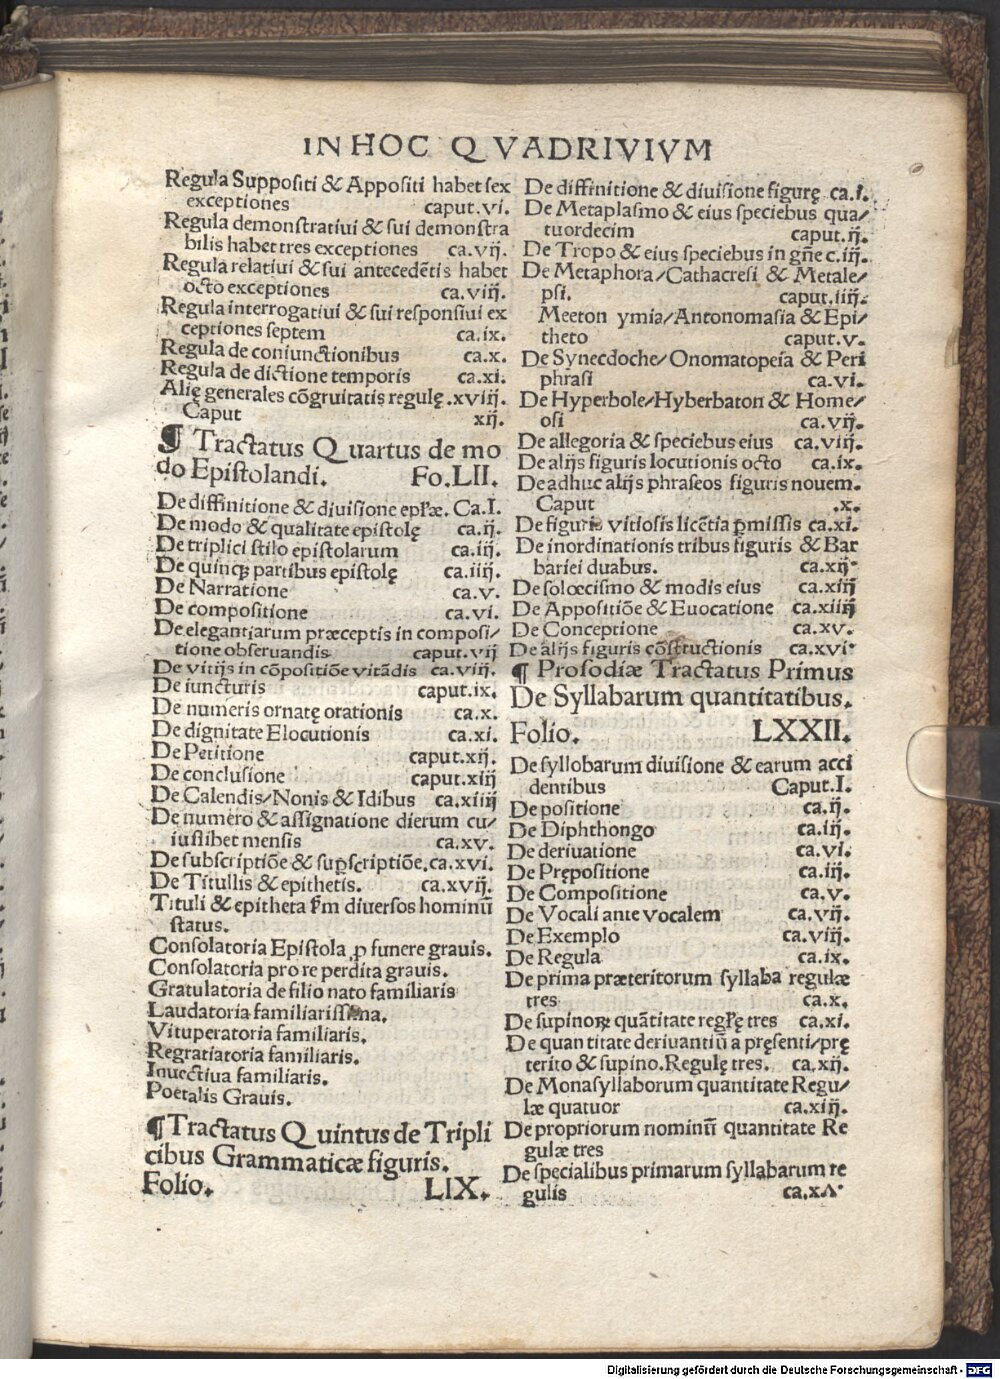 IN HOC QVADRIVIVM
Regula Suppositi & Appositi habet sex
exceptiones caput.vi.
Regula demonstratiui & sui demonstra
bilis habet tres exceptiones ca.vij.
Regula relatiui & sui antecedētis habet
octo exceptiones ca.viij.
Regula interrogatiui & sui responsiui ex
ceptiones septem ca.ix.
Regula de coniunctionibus ca.x.
Regula de dictione temporis ca.xi.
Alię generales cōgruitatis regulę.xviij.
Caput xij.
¶ Tractatus Quartus de mo
do Epistolandi. Fo.LII.
De diffinitione & diuisione epl̄æ. Ca.I.
De modo & qualitate epistolę ca.ij.
De triplici stilo epistolarum ca.iij.
De quinqꝫ partibus epistolę ca.iiij.
De Narratione ca.v.
De compositione ca.vi.
De elegantiarum præceptis in composi/
tione obseruandis caput.vij
De vitijs in cōpositiōe vitādis ca.viij.
De iuncturis caput.ix.
De numeris ornatę orationis ca.x.
De dignitate Elocutionis ca.xi.
De Petitione caput.xij.
De conclusione caput.xiij
De Calendis/Nonis & Idibus ca.xiiij
De numero & assignatione dierum cu/
iuslibet mensis ca.xv.
De subscriptiōe & suꝑscriptiōe.ca.xvi.
De Titullis & epithetis. ca.xvij.
Tituli & epitheta ẜm diuersos hominū
status.
Consolatoria Epistola ꝓ funere grauis.
Consolatoria pro re perdita grauis.
Gratulatoria de filio nato familiaris
Laudatoria familiarissima.
Vituperatoria familiaris.
Regratiatoria familiaris.
Inuectiua familiaris.
Poetalis Grauis.
¶Tractatus Quintus de Tripli
cibus Grammaticæ figuris.
Folio. LIX.
De diffinitione & diuisione figurę ca.I.
De Metaplasmo & eius speciebus qua/
tuordecim caput.ij.
De Tropo & eius speciebus in gn̄e c.iij.
De Metaphora/Cathacresi & Metale/
psi. caput.iiij.
Meeton ymia/Antonomasia & Epi/
theto caput.v.
De Synecdoche/Onomatopeia & Peri
phrasi ca.vi.
De Hyperbole/Hyberbaton & Home/
osi ca.vij.
De allegoria & speciebus eius ca.viij.
De alijs figuris locutionis octo ca.ix.
De adhuc alijs phraseos figuris nouem.
Caput .x.
De figuris vitiosis licētia ꝑmissis ca.xi.
De inordinationis tribus figuris & Bar
bariei duabus. ca.xij.
De solœcismo & modis eius ca.xiij
De Appositiōe & Euocatione ca.xiiij
De Conceptione ca.xv.
De alijs figuris cōstructionis ca.xvi.
¶ Prosodiæ Tractatus Primus
De Syllabarum quantitatibus.
Folio. LXXII.
De syllobarum diuisione & earum acci
dentibus Caput.I.
De positione ca.ij.
De Diphthongo ca.iij.
De deriuatione ca.vi.
De Prępositione ca.iij.
De Compositione ca.v.
De Vocali ante vocalem ca.vij.
De Exemplo ca.viij.
De Regula ca.ix.
De prima præteritorum syllaba regulæ
tres ca.x.
De supinoꝝ quātitate regl̄ę tres ca.xi.
De quantitate deriuantiū a pręsenti/prę
terito & supino.Regulę tres. ca.xij.
De Monasyllaborum quantitate Regu/
læ quatuor ca.xiij.
De propriorum nominū quantitate Re
gulæ tres
De specialibus primarum syllabarum re
gulis ca.xv.
Digitalisierung gefördert durch die Deutsche Forschungsgemeinschaft - DFG